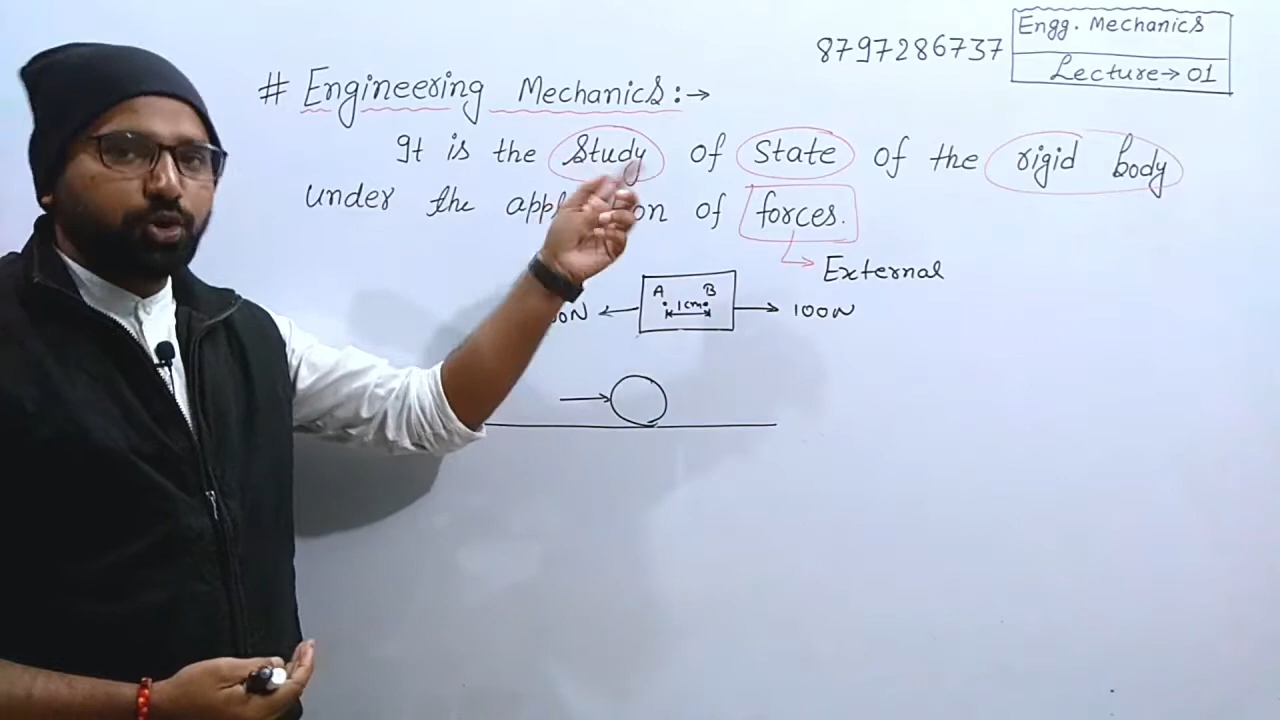 8797286737
Engg. Mechanics
Lecture→01
# Engineering Mechanics:→
It is the Study of State of the rigid body
under the of forces.
→ External
A B
1cm
100N